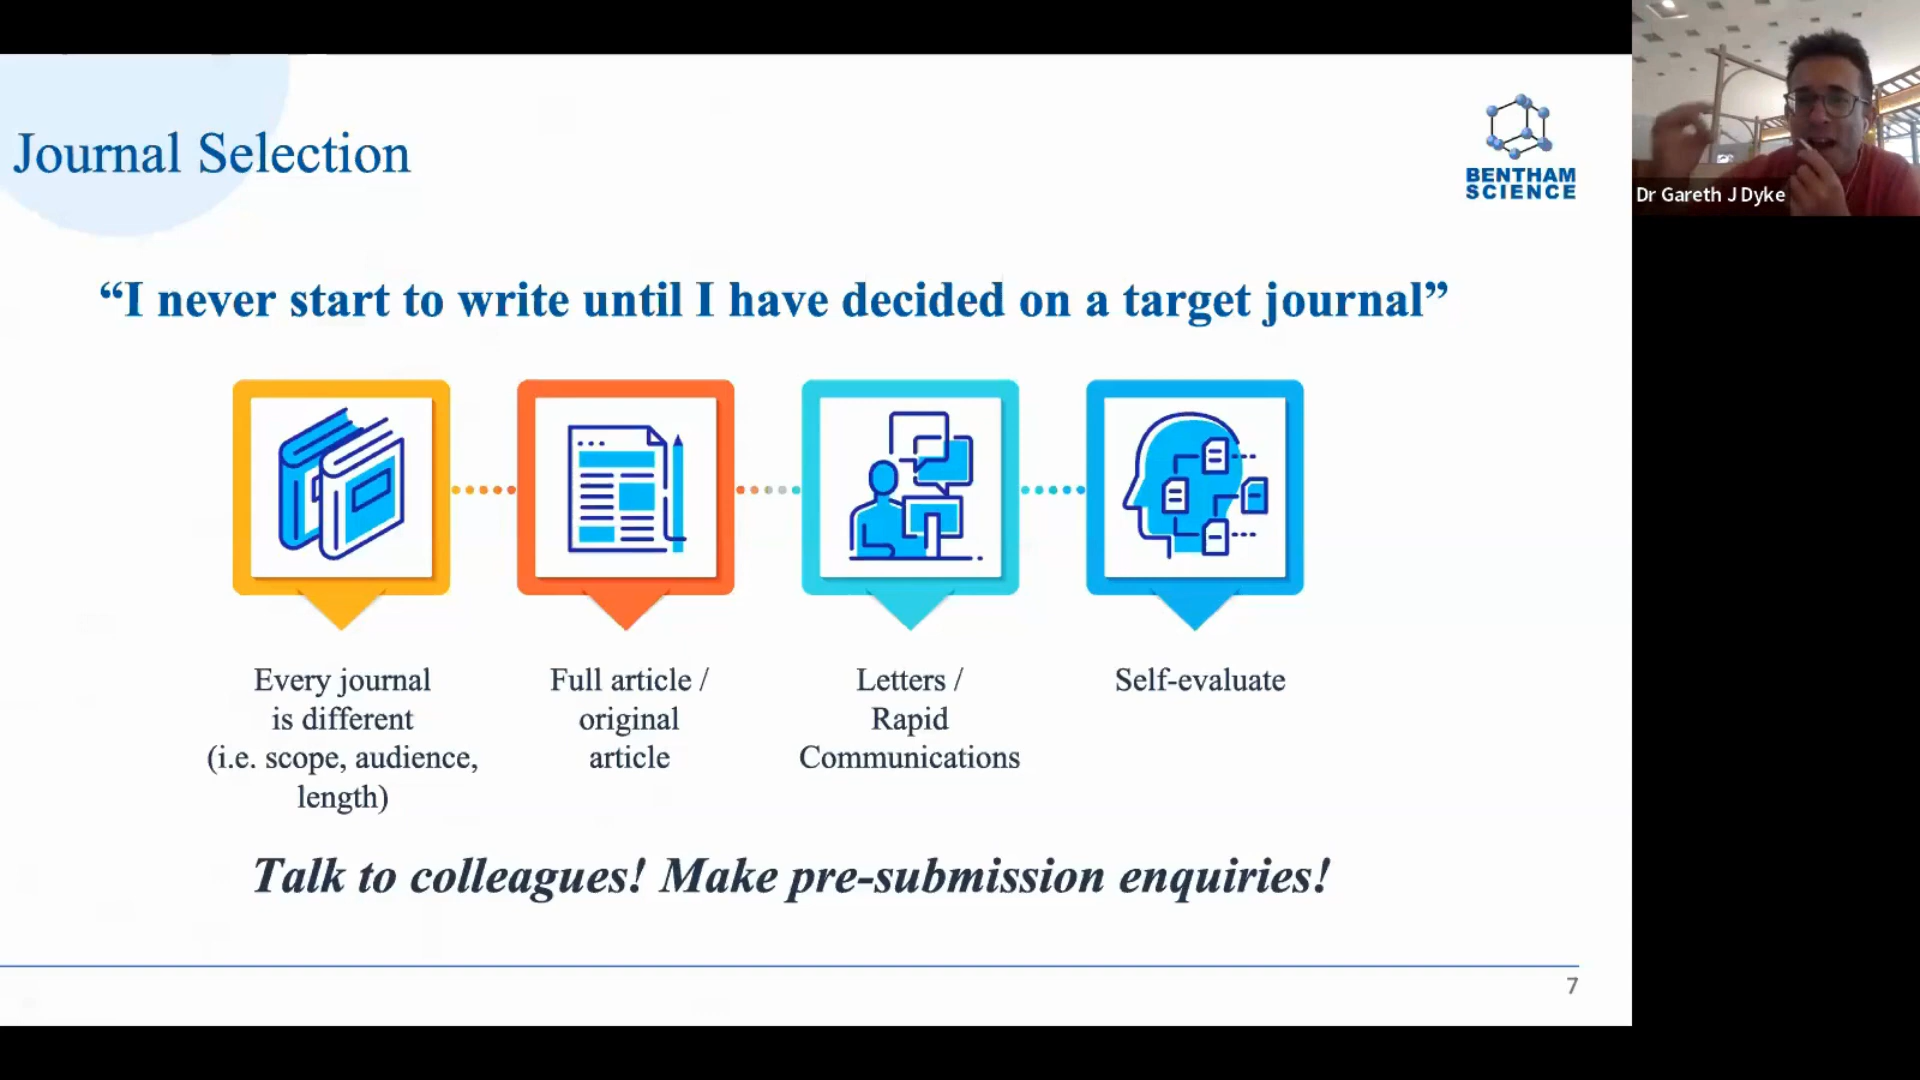 Journal Selection
BENTHAM
SCIENCE
Dr Gareth J Dyke
“I never start to write until I have decided on a target journal”
Every journal
is different
(i.e. scope, audience,
length)
Full article /
original
article
Letters /
Rapid
Communications
Self-evaluate
Talk to colleagues! Make pre-submission enquiries!
7